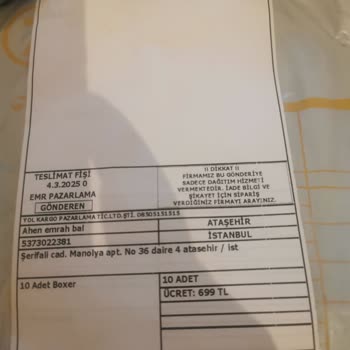 TESLİMAT FİŞİ
4.3.2025 0
EMR PAZARLAMA
GÖNDEREN
!! DİKKAT !!
FİRMAMIZ BU GÖNDERİYE
SADECE DAĞITIM HİZMETİ
VERMEKTEDİR. İADE BİLGİ VE
ŞİKAYET İÇİN SİPARİŞ
VERDİĞİNİZ FİRMAYI ARAYINIZ.
YOL KARGO PAZARLAMA TİC.LTD.ŞTİ. 08505151515
Ahen emrah bal
ATAŞEHİR
5373022381
İSTANBUL
Şerifali cad. Manolya apt. No 36 daire 4 atasehir / ist
10 Adet Boxer
10 ADET
ÜCRET: 699 TL